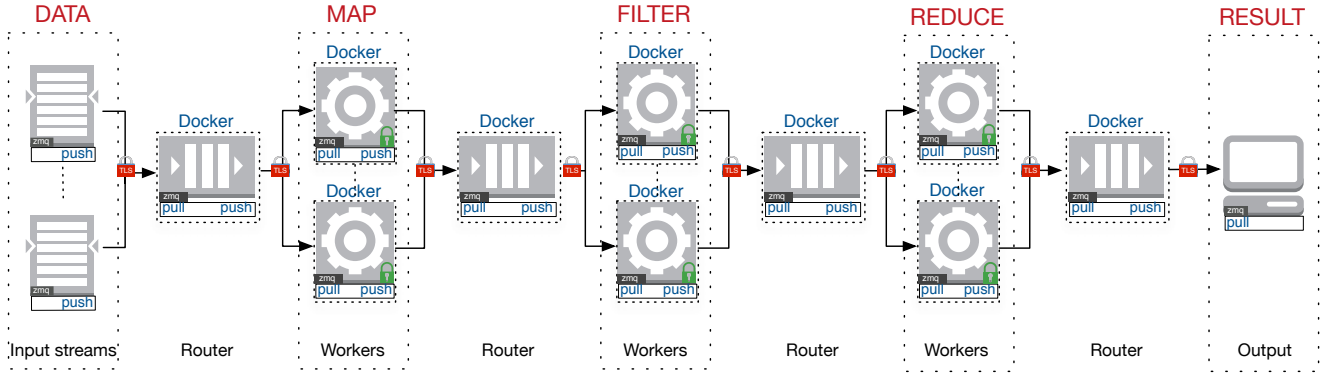 DATA MAP FILTER REDUCE RESULT
Docker Docker Docker
zmq
push
TLS
Docker
zmq
pull push
TLS
zmq
pull push
TLS
Docker
zmq
pull push
TLS
zmq
pull push
TLS
Docker
zmq
pull push
TLS
zmq
pull push
TLS
Docker
zmq
pull push
TLS
zmq
pull
zmq
push
Docker
zmq
pull push
Docker
zmq
pull push
Docker
zmq
pull push
Input streams Router Workers Router Workers Router Workers Router Output